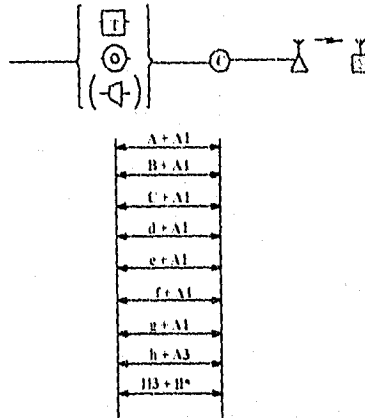 T
O
C
A + A1
B + A1
C + A1
d + A1
e + A1
f + A1
g + A1
h + A3